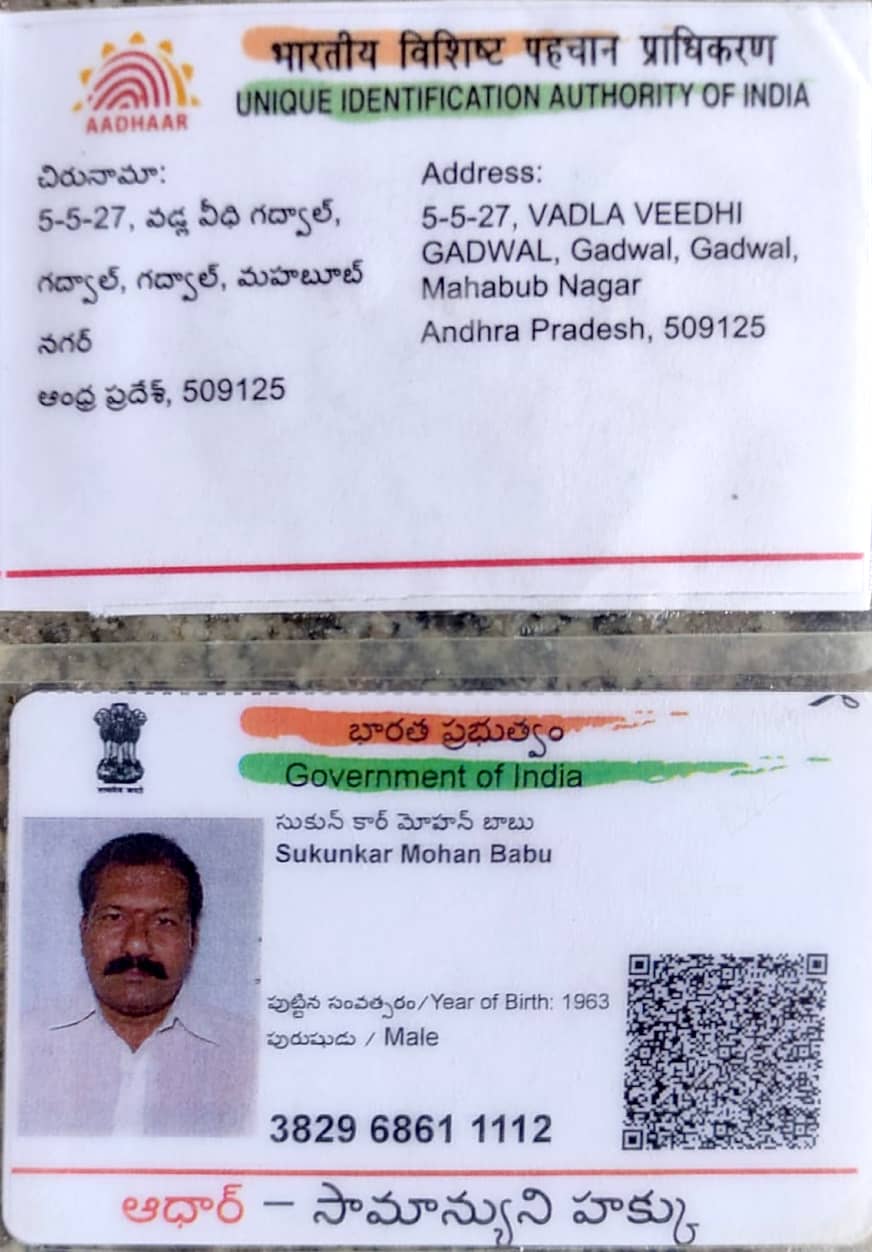 भारतीय विशिष्ट पहचान प्राधिकरण
AADHAAR
UNIQUE IDENTIFICATION AUTHORITY OF INDIA
చిరునామా:
5-5-27, వడ్ల వీధి గద్వాల్,
గద్వాల్, గద్వాల్, మహబూబ్
నగర్
ఆంధ్ర ప్రదేశ్, 509125
Address:
5-5-27, VADLA VEEDHI
GADWAL, Gadwal, Gadwal,
Mahabub Nagar
Andhra Pradesh, 509125
భారత ప్రభుత్వం
Government of India
सत्यमेव जयते
సుకున్ కార్ మోహన్ బాబు
Sukunkar Mohan Babu
పుట్టిన సంవత్సరం/Year of Birth: 1963
పురుషుడు / Male
3829 6861 1112
ఆధార్ – సామాన్యుని హక్కు